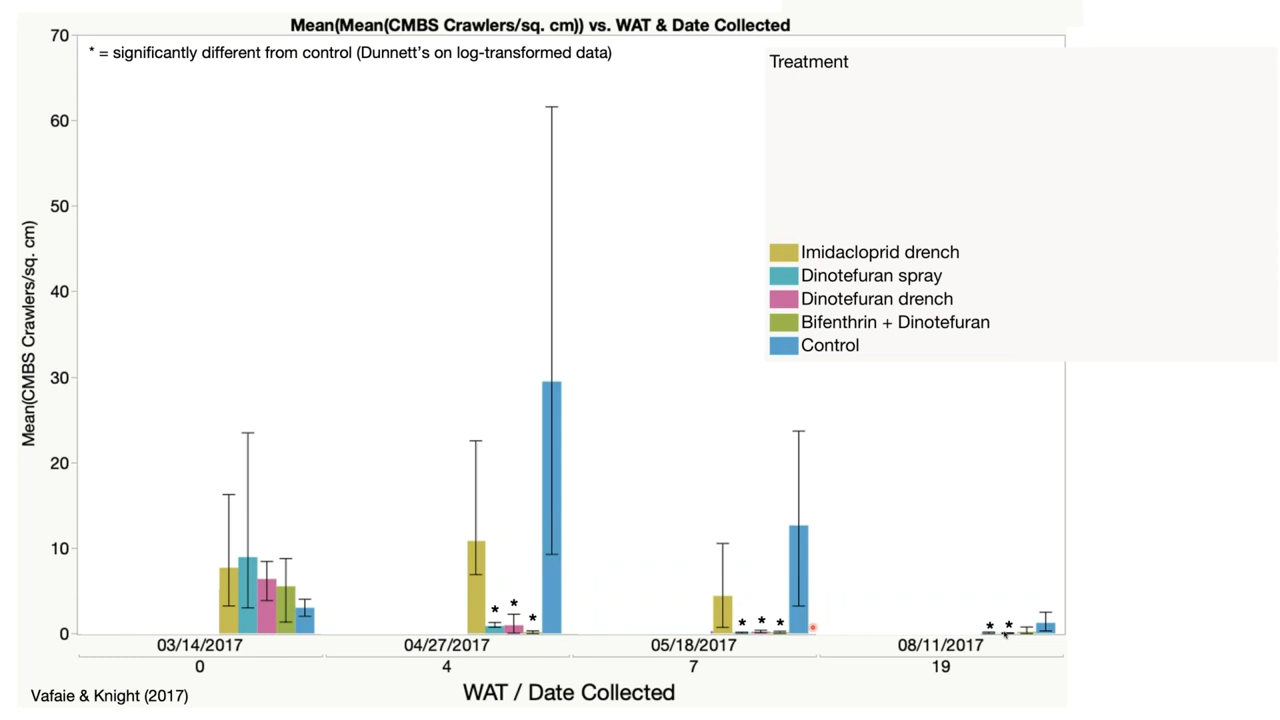 Mean(Mean(CMBS Crawlers/sq. cm)) vs. WAT & Date Collected
* = significantly different from control (Dunnett's on log-transformed data)
Treatment
Imidacloprid drench
Dinotefuran spray
Dinotefuran drench
Bifenthrin + Dinotefuran
Control
Mean(CMBS Crawlers/sq. cm)
70
60
50
40
30
20
10
0
* * *
* * *
* *
03/14/2017 04/27/2017 05/18/2017 08/11/2017
0 4 7 19
WAT / Date Collected
Vafaie & Knight (2017)